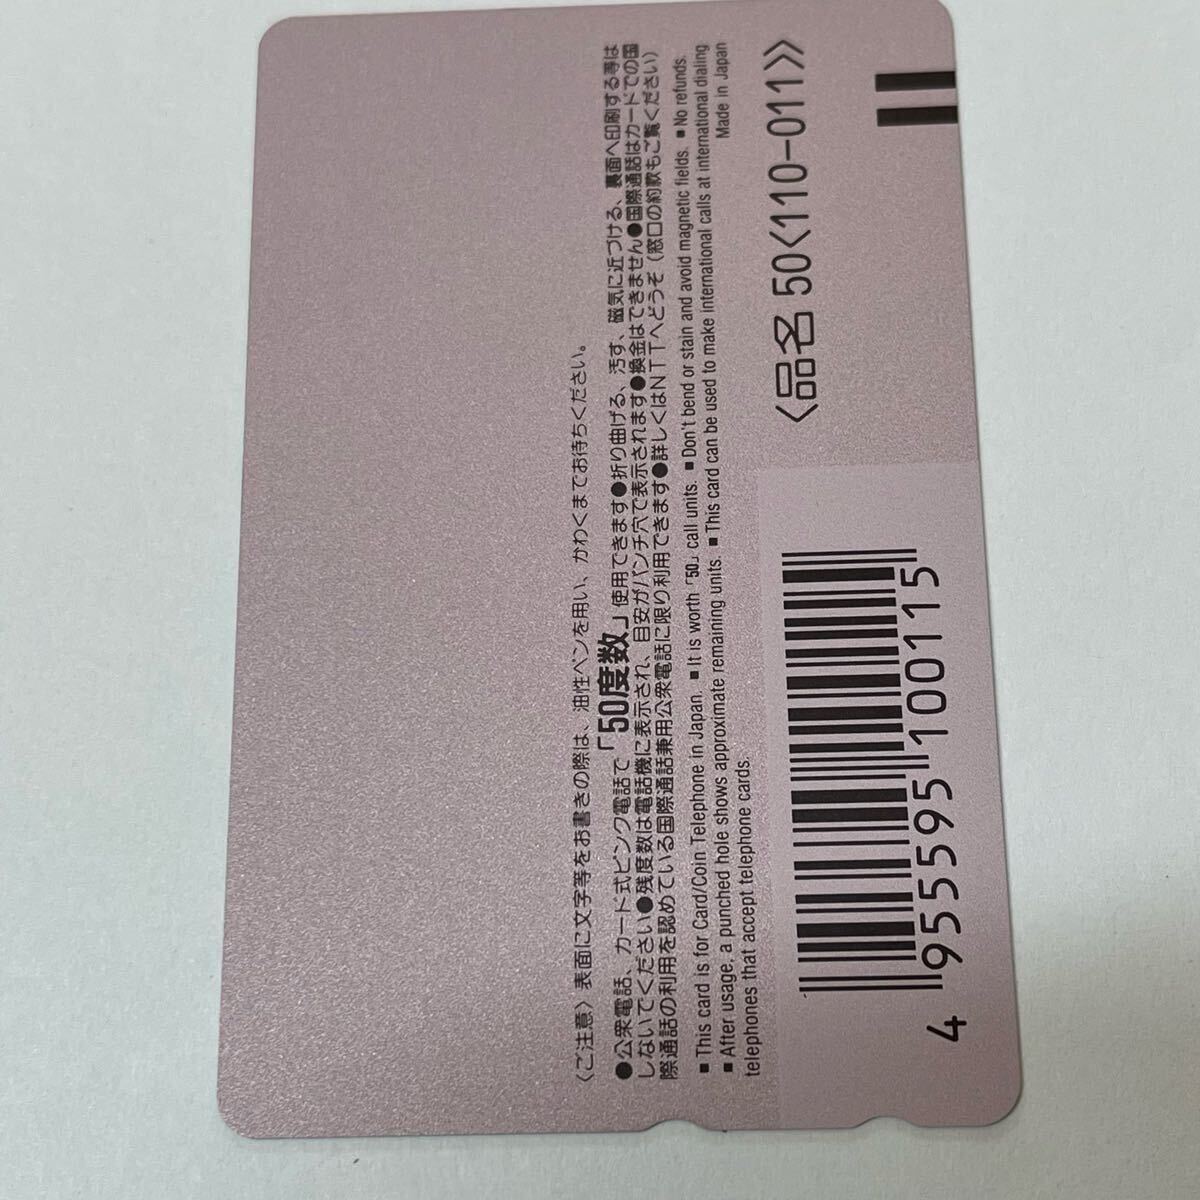 〈ご注意〉表面に文字等をお書きの際は、油性ペンを用い、かわくまでお待ちください。
●公衆電話、カード式ピンク電話で「50度数」使用できます●折り曲げる、汚す、磁気に近づける、裏面へ印刷する等は
しないでください●残度数は電話機に表示され、目安がパンチ穴で表示されます●換金はできません●国際通話はカードでの国
際通話の利用を認めている国際通話兼用公衆電話に限り利用できます●詳しくはNTTへどうぞ（窓口の約款もご覧ください）
■ This card is for Card/Coin Telephone in Japan. ■ It is worth「50」call units. ■ Don't bend or stain and avoid magnetic fields. ■ No refunds.
■ After usage, a punched hole shows approximate remaining units. ■ This card can be used to make international calls at international dialing
telephones that accept telephone cards.
Made in Japan
〈品名 50〈110-011〉〉
4 955595 100115